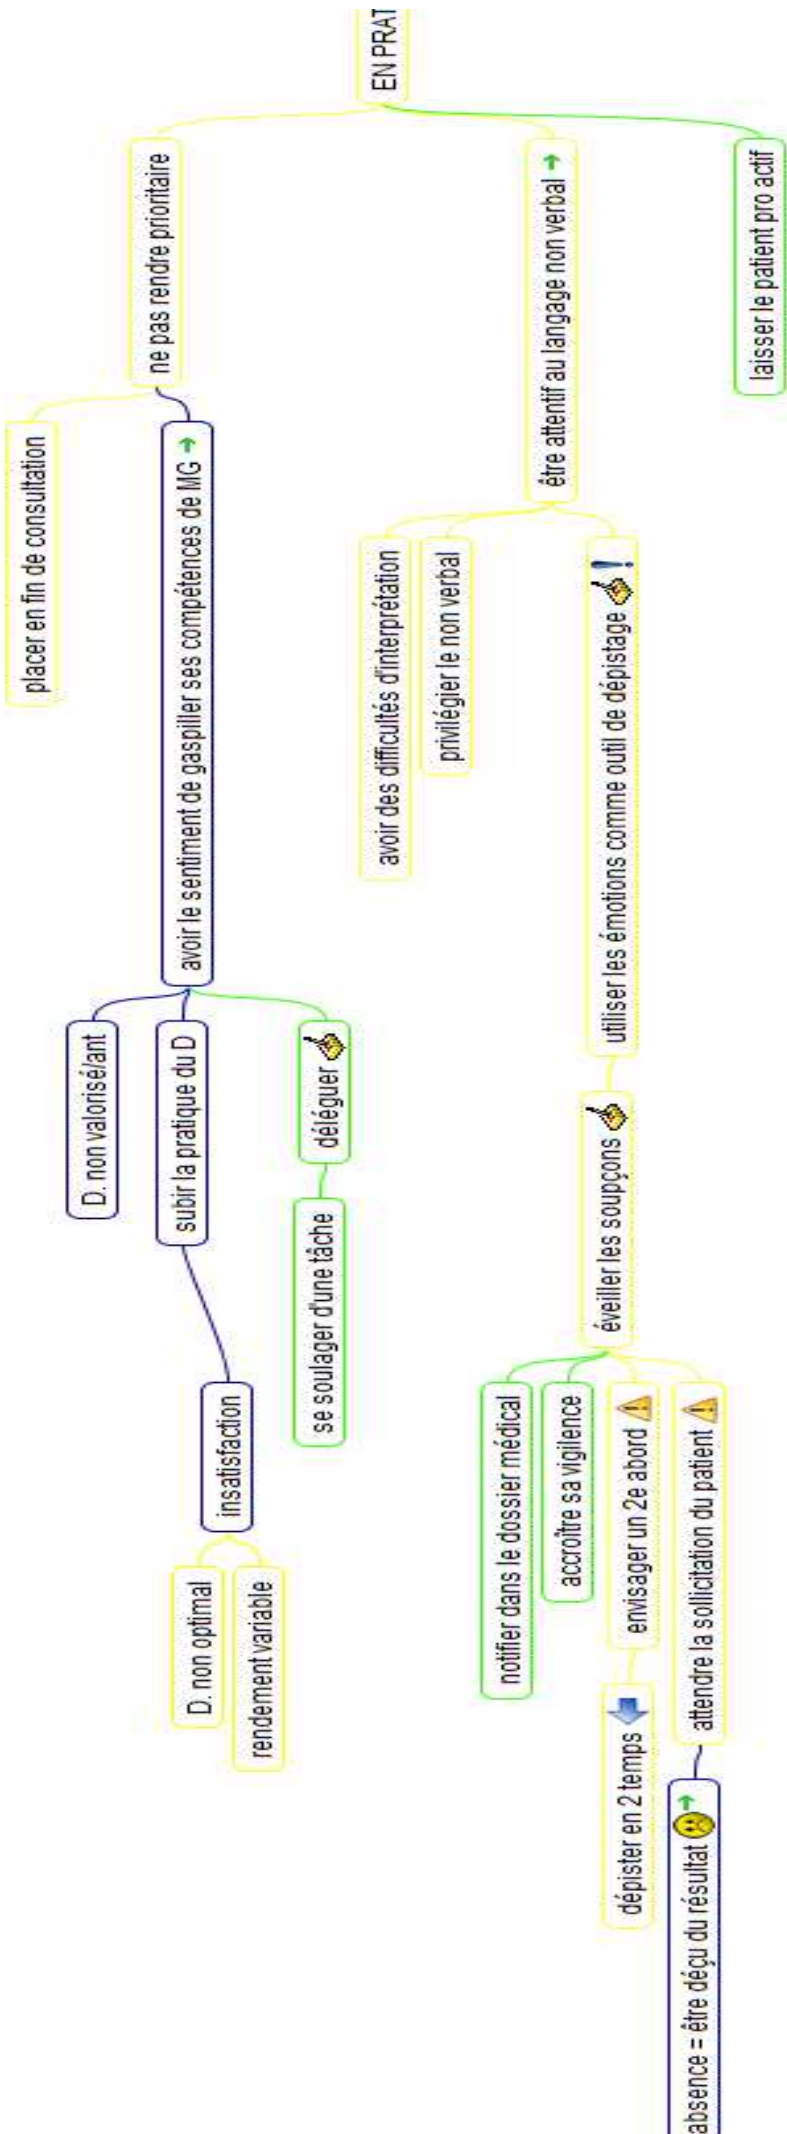 EN PRAT
ne pas rendre prioritaire
placer en fin de consultation
avoir le sentiment de gaspiller ses compétences de MG
D. non valorisé/ant
subir la pratique du D
insatisfaction
D. non optimal
rendement variable
déléguer
se soulager d'une tâche
être attentif au langage non verbal
avoir des difficultés d'interprétation
privilégier le non verbal
utiliser les émotions comme outil de dépistage
éveiller les soupçons
notifier dans le dossier médical
accroître sa vigilence
envisager un 2e abord
dépister en 2 temps
attendre la sollicitation du patient
absence = être déçu du résultat
laisser le patient pro actif